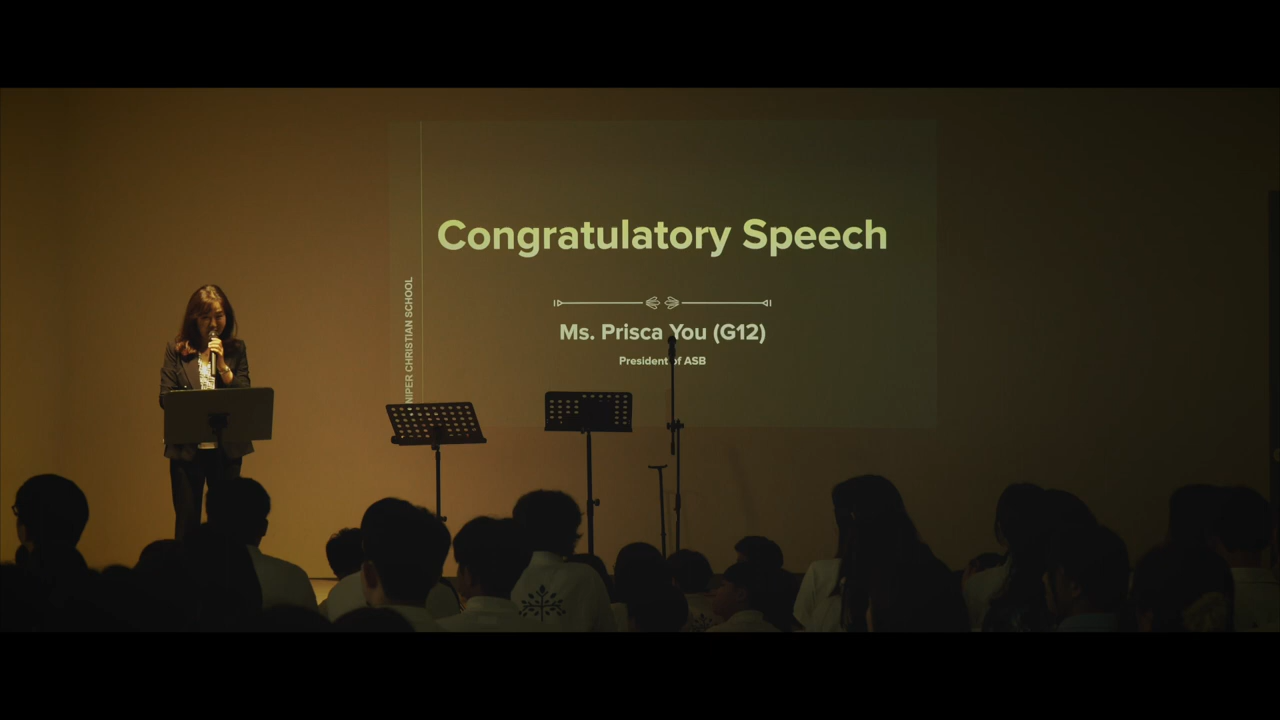 Congratulatory Speech
Ms. Prisca You (G12)
President of ASB
NIPER CHRISTIAN SCHOOL